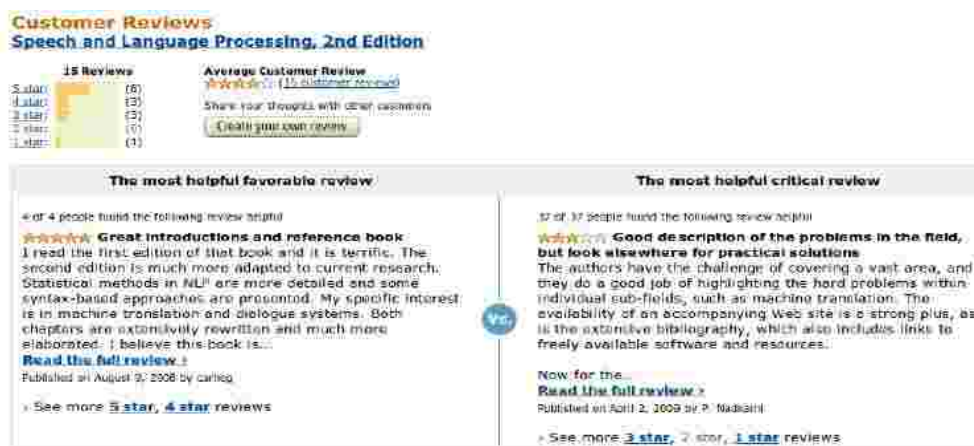 Customer Reviews
Speech and Language Processing, 2nd Edition
15 Reviews
5 star: (8)
4 star: (3)
3 star: (3)
2 star: (0)
1 star: (1)
Average Customer Review
(15 customer reviews)
Share your thoughts with other customers
Create your own review
The most helpful favorable review
4 of 4 people found the following review helpful
Great introductions and reference book
I read the first edition of that book and it is terrific. The
second edition is much more adapted to current research.
Statistical methods in NLP are more detailed and some
syntax-based approaches are presented. My specific interest
is in machine translation and dialogue systems. Both
chapters are extensively rewritten and much more
elaborated. I believe this book is...
Read the full review ›
Published on August 9, 2008 by carheg
› See more 5 star, 4 star reviews
Vs.
The most helpful critical review
37 of 37 people found the following review helpful
Good description of the problems in the field,
but look elsewhere for practical solutions
The authors have the challenge of covering a vast area, and
they do a good job of highlighting the hard problems within
individual sub-fields, such as machine translation. The
availability of an accompanying Web site is a strong plus, as
is the extensive bibliography, which also includes links to
freely available software and resources.
Now for the...
Read the full review ›
Published on April 2, 2009 by P. Nadkarni
› See more 3 star, 2 star, 1 star reviews